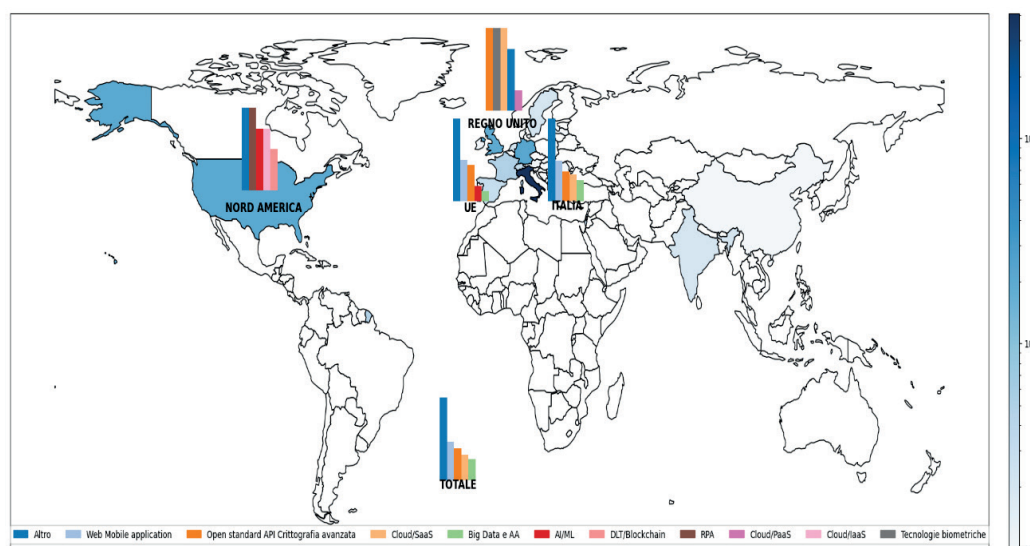 REGNO UNITO
NORD AMERICA
UE
ITALIA
TOTALE
Altro
Web Mobile application
Open standard API Crittografia avanzata
Cloud/SaaS
Big Data e AA
AI/ML
DLT/Blockchain
RPA
Cloud/PaaS
Cloud/IaaS
Tecnologie biometriche